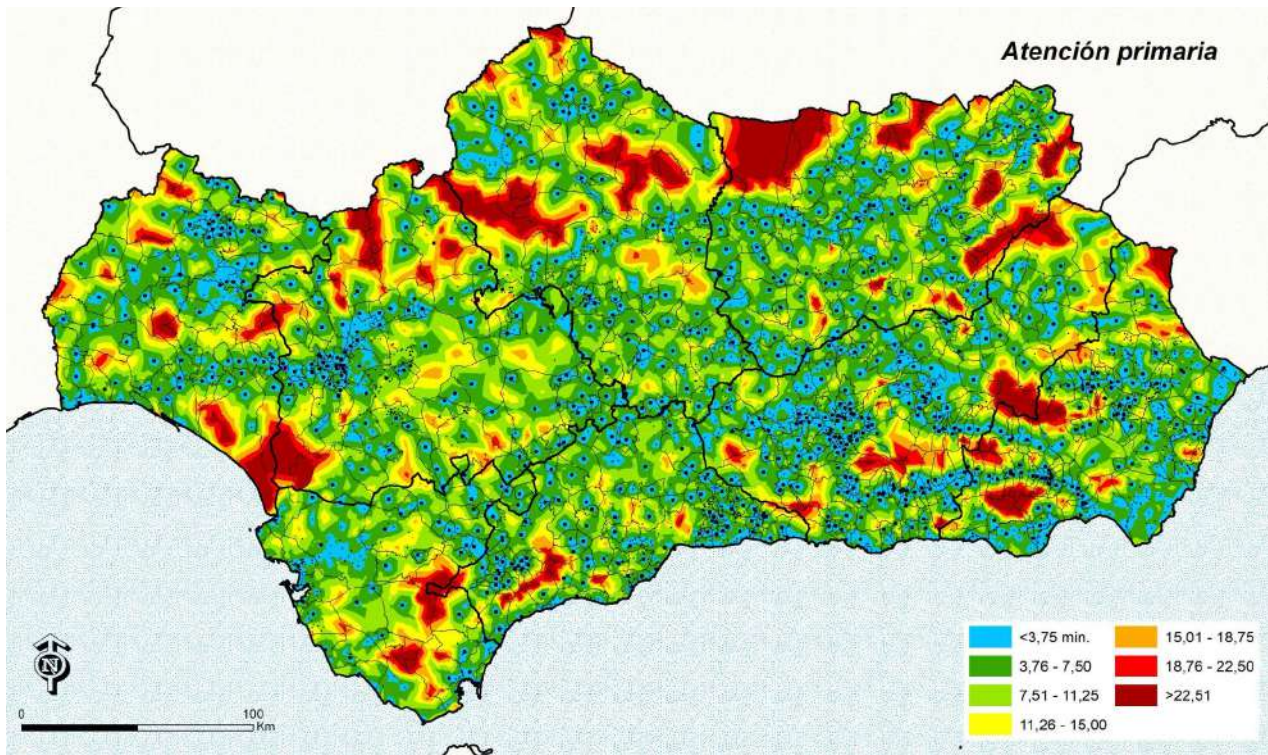 Atención primaria
<3,75 min.
3,76 - 7,50
7,51 - 11,25
11,26 - 15,00
15,01 - 18,75
18,76 - 22,50
>22,51
N
0
100
Km